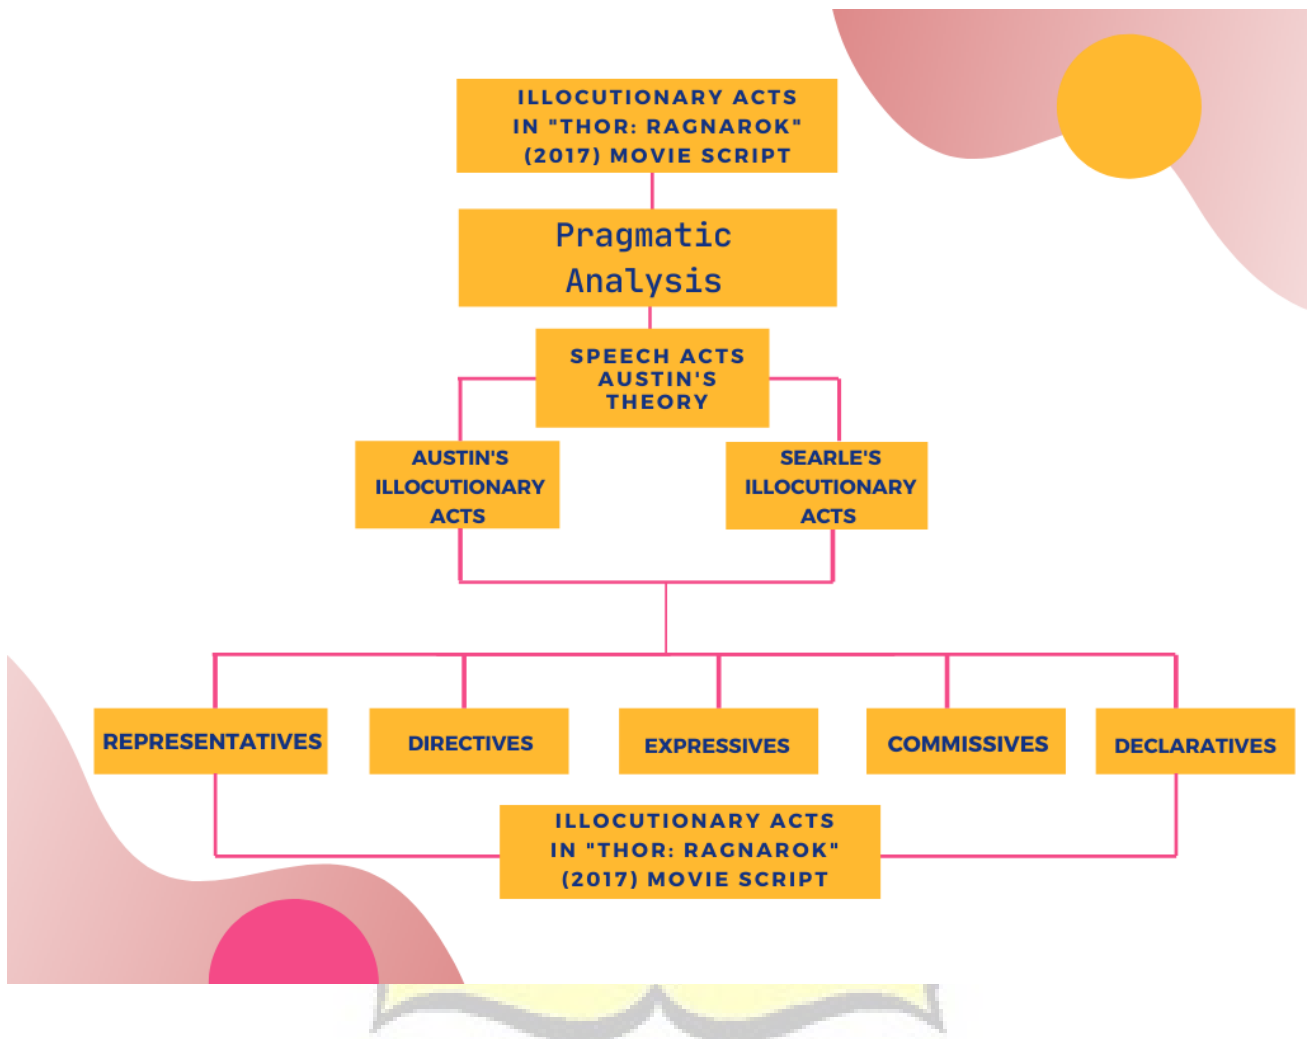 ILLOCUTIONARY ACTS
IN "THOR: RAGNAROK"
(2017) MOVIE SCRIPT
Pragmatic
Analysis
SPEECH ACTS
AUSTIN'S
THEORY
AUSTIN'S
ILLOCUTIONARY
ACTS
SEARLE'S
ILLOCUTIONARY
ACTS
REPRESENTATIVES
DIRECTIVES
EXPRESSIVES
COMMISSIVES
DECLARATIVES
ILLOCUTIONARY ACTS
IN "THOR: RAGNAROK"
(2017) MOVIE SCRIPT